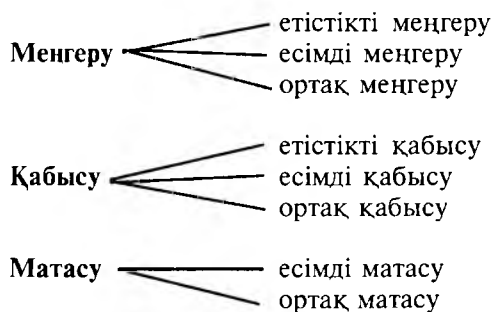 етістікті меңгеру
Меңгеру есімді меңгеру
ортақ меңгеру
етістікті қабысу
Қабысу есімді қабысу
ортақ қабысу
Матасу есімді матасу
ортақ матасу